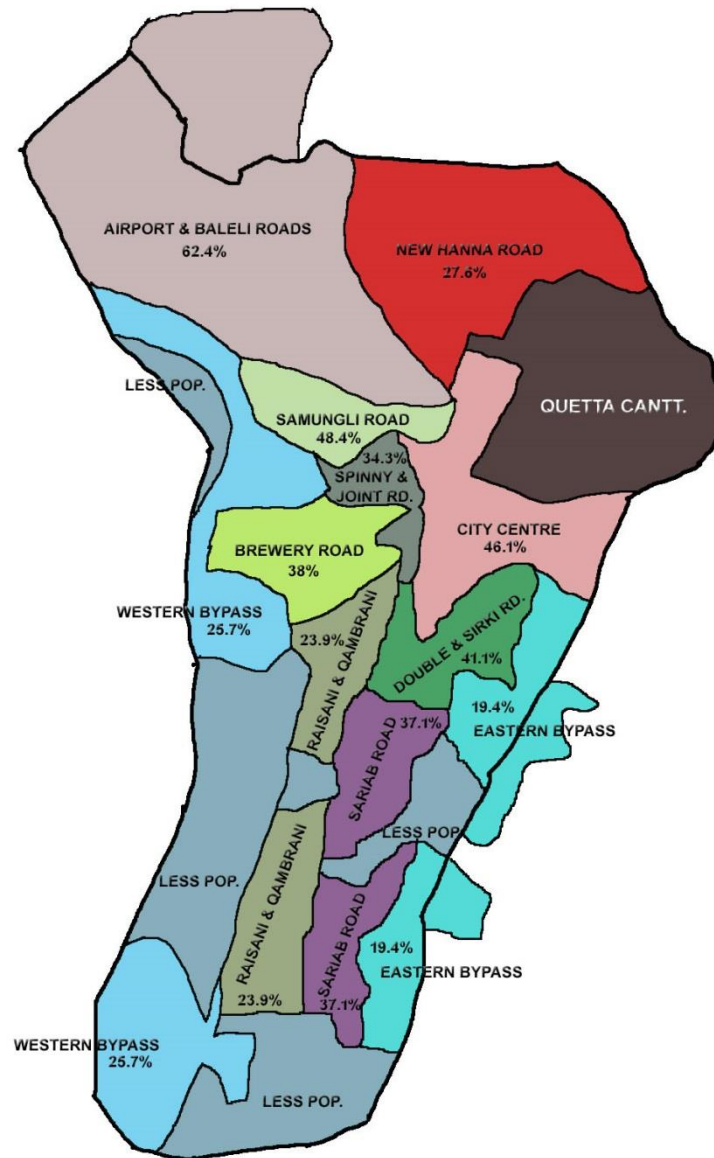 AIRPORT & BALELI ROADS
62.4%
NEW HANNA ROAD
27.6%
LESS POP.
QUETTA CANTT.
SAMUNGLI ROAD
48.4%
34.3%
SPINNY &
JOINT RD.
CITY CENTRE
46.1%
BREWERY ROAD
38%
WESTERN BYPASS
25.7%
23.9%
RAISANI & QAMBRANI
DOUBLE & SIRKI RD.
41.1%
19.4%
EASTERN BYPASS
37.1%
SARIAB ROAD
LESS POP.
LESS POP
RAISANI & QAMBRANI
23.9%
SARIAB ROAD
37.1%
19.4%
EASTERN BYPASS
WESTERN BYPASS
25.7%
LESS POP.